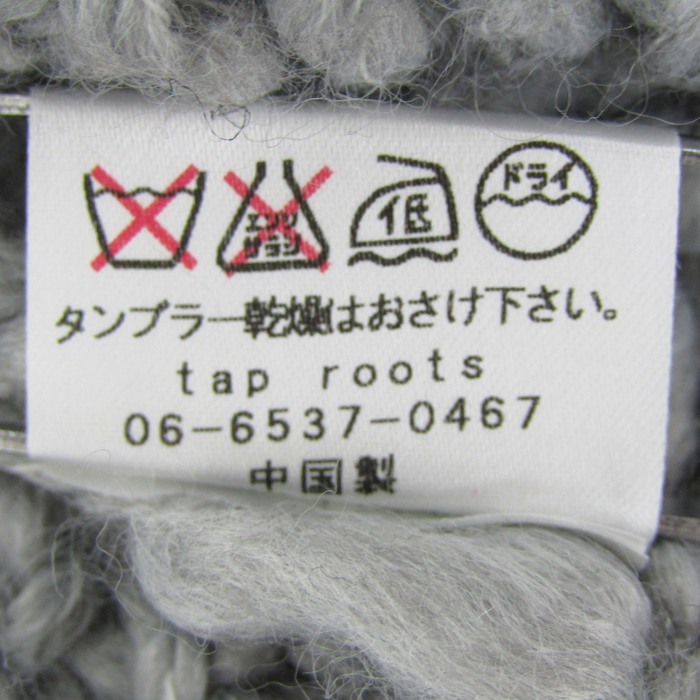 エンソ
サラシ
低
ドライ
タンブラー乾燥はおさけ下さい。
tap roots
06-6537-0467
中国製